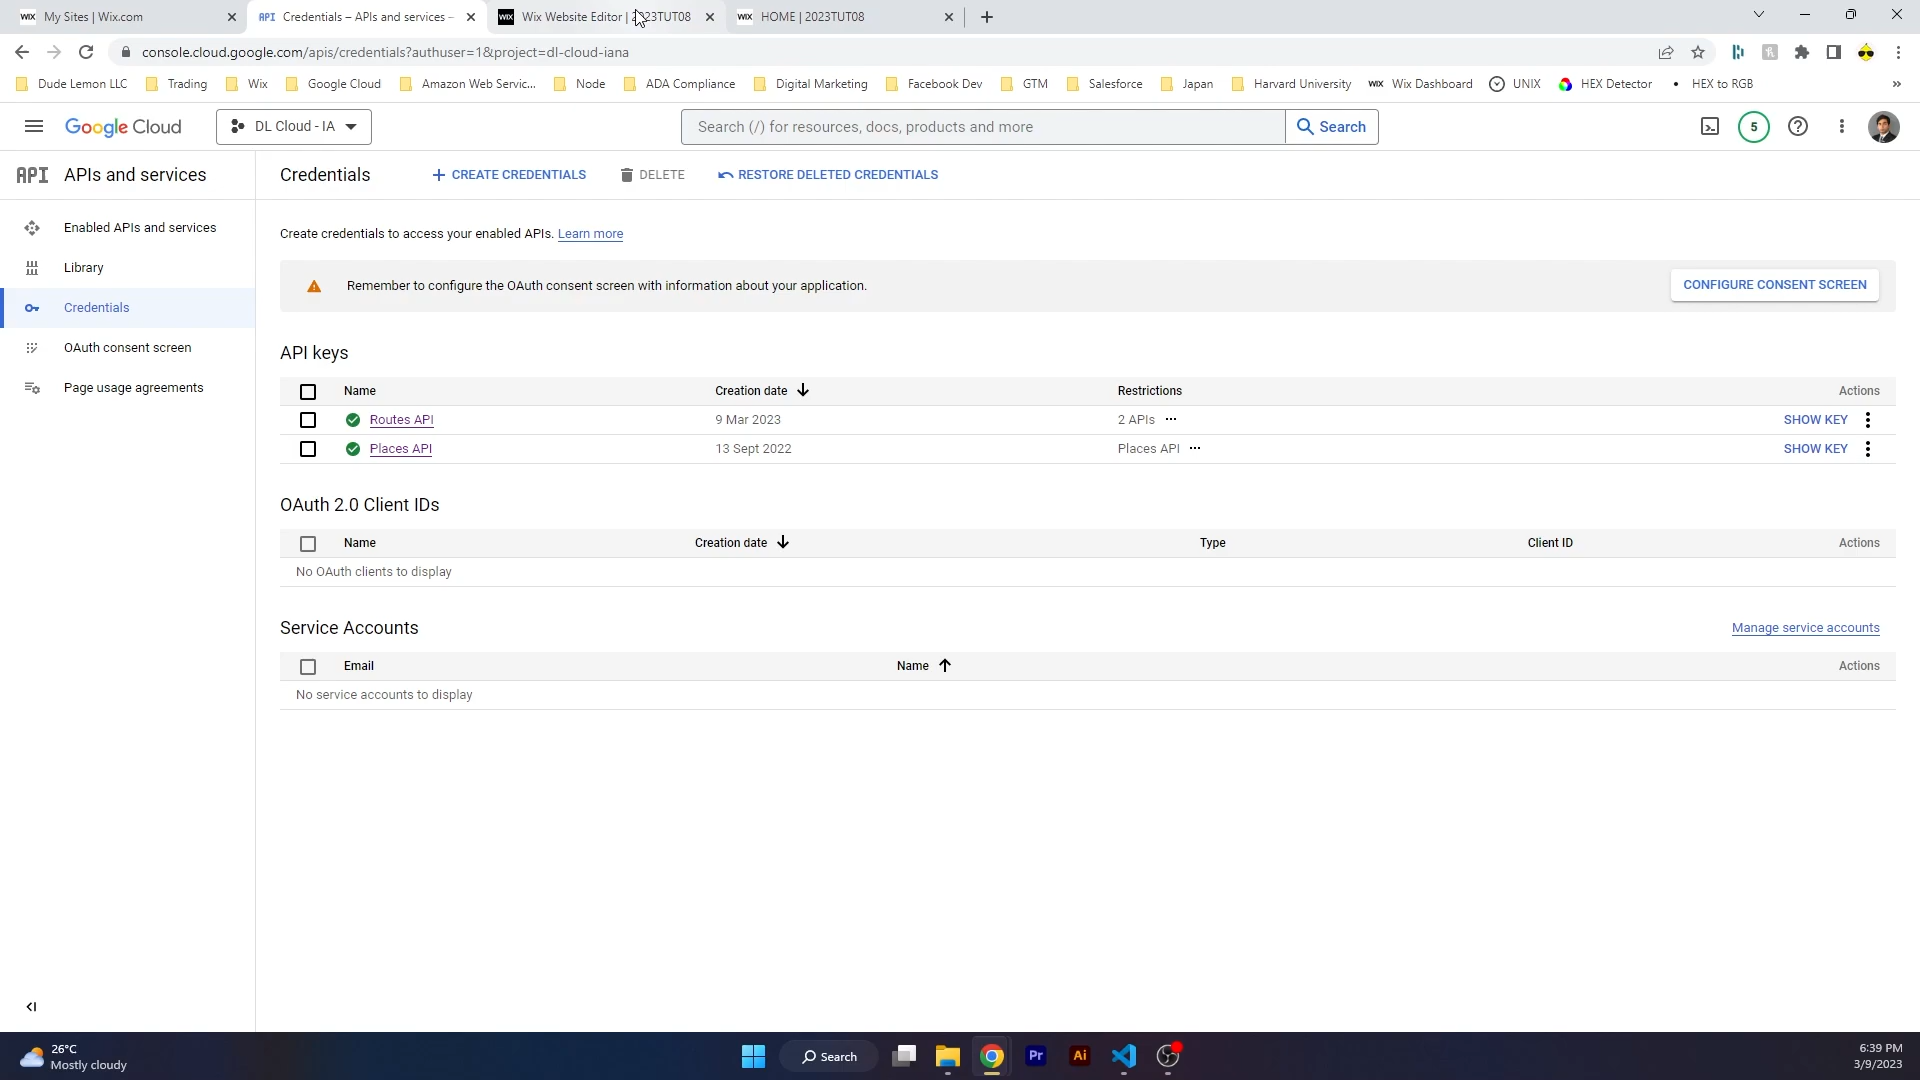 WIX My Sites | Wix.com
API Credentials – APIs and services –
WIX Wix Website Editor | 2023TUT08
WIX HOME | 2023TUT08
console.cloud.google.com/apis/credentials?authuser=1&project=dl-cloud-iana
Dude Lemon LLC Trading Wix Google Cloud Amazon Web Servic... Node ADA Compliance Digital Marketing Facebook Dev GTM Salesforce Japan Harvard University WIX Wix Dashboard UNIX HEX Detector HEX to RGB »
Google Cloud DL Cloud - IA Search (/) for resources, docs, products and more Search 5
API APIs and services
Credentials + CREATE CREDENTIALS DELETE RESTORE DELETED CREDENTIALS
Enabled APIs and services
Library
Credentials
OAuth consent screen
Page usage agreements
Create credentials to access your enabled APIs. Learn more
Remember to configure the OAuth consent screen with information about your application. CONFIGURE CONSENT SCREEN
API keys
Name Creation date Restrictions Actions
Routes API 9 Mar 2023 2 APIs ... SHOW KEY
Places API 13 Sept 2022 Places API ... SHOW KEY
OAuth 2.0 Client IDs
Name Creation date Type Client ID Actions
No OAuth clients to display
Service Accounts Manage service accounts
Email Name Actions
No service accounts to display
26°C
Mostly cloudy
Search
Pr Ai
6:39 PM
3/9/2023